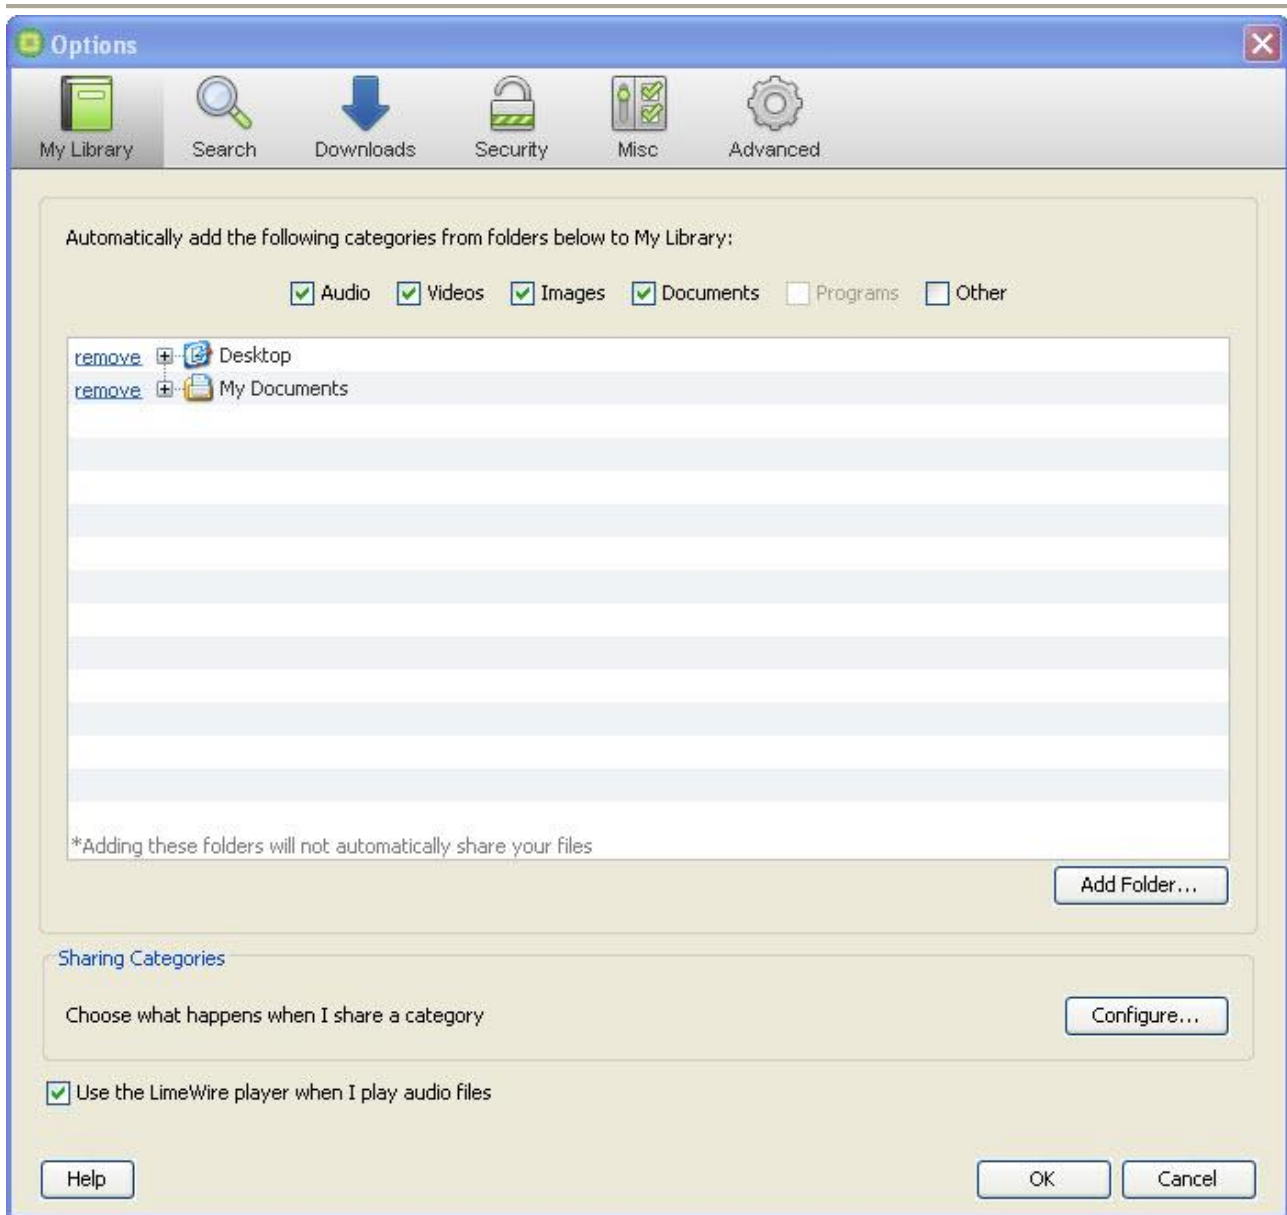 Options
My Library Search Downloads Security Misc Advanced
Automatically add the following categories from folders below to My Library:
Audio Videos Images Documents Programs Other
remove Desktop
remove My Documents
*Adding these folders will not automatically share your files
Add Folder...
Sharing Categories
Choose what happens when I share a category Configure...
Use the LimeWire player when I play audio files
Help OK Cancel